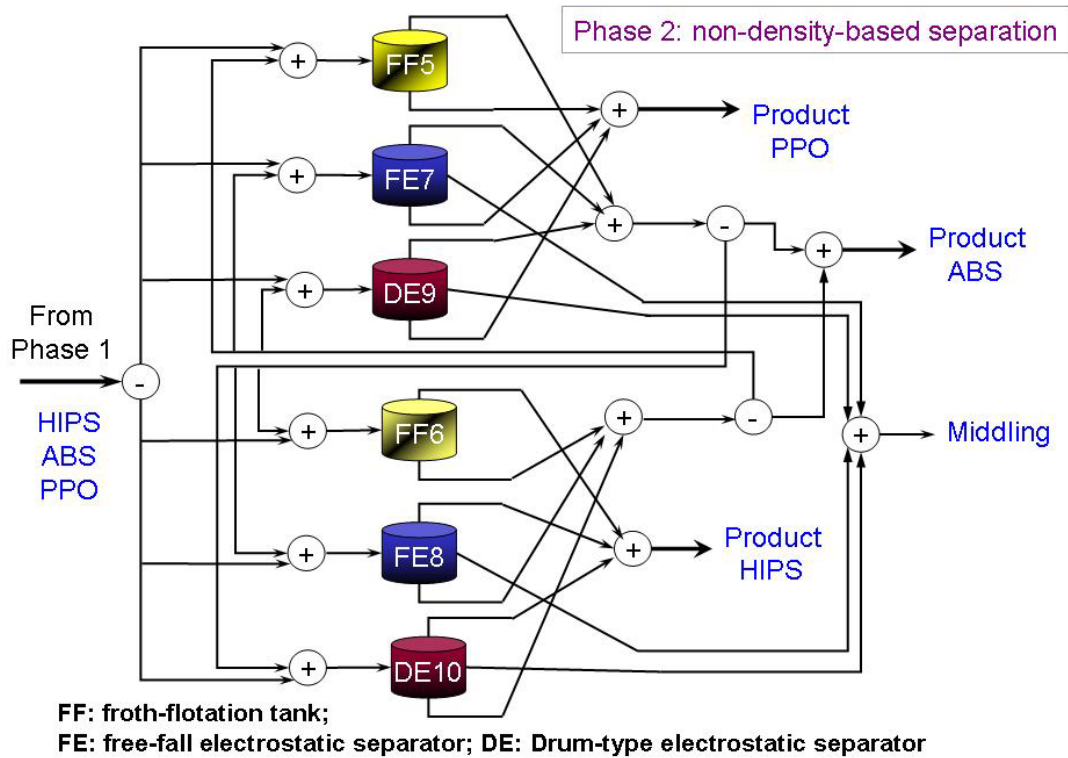 Phase 2: non-density-based separation
+
FF5
+
Product
PPO
+
FE7
+
-
+
Product
ABS
+
DE9
From
Phase 1
-
HIPS
ABS
PPO
+
FF6
+
-
+
Middling
+
FE8
+
Product
HIPS
+
DE10
FF: froth-flotation tank;
FE: free-fall electrostatic separator; DE: Drum-type electrostatic separator